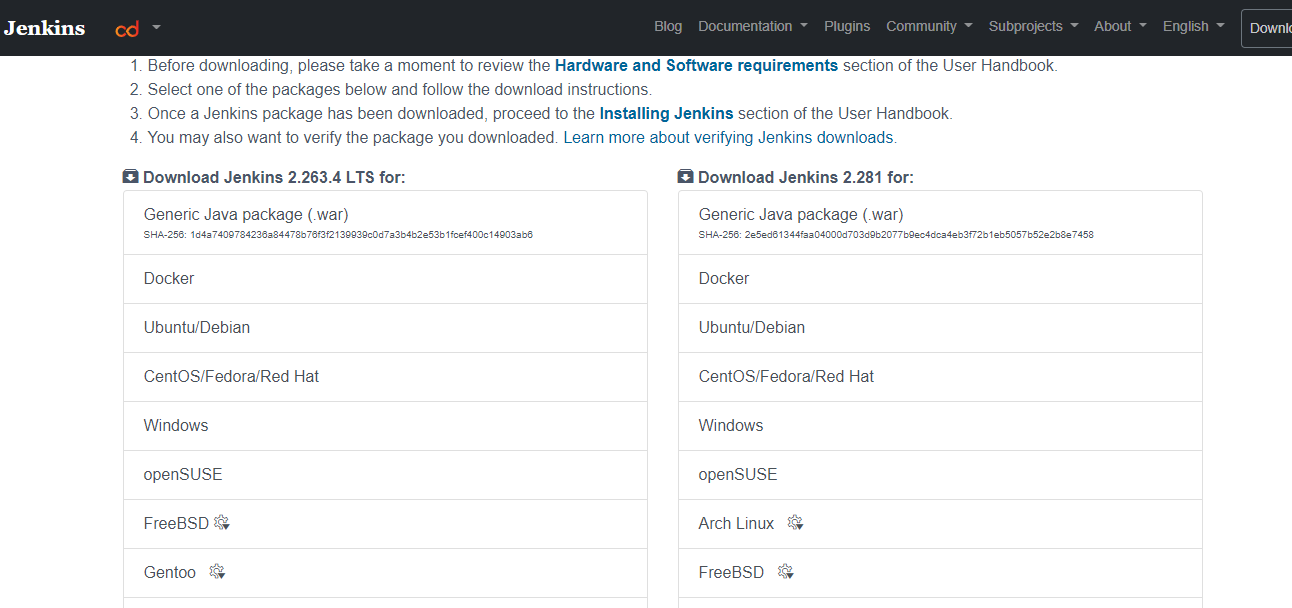 Jenkins
Blog Documentation Plugins Community Subprojects About English Downlo
1. Before downloading, please take a moment to review the Hardware and Software requirements section of the User Handbook.
2. Select one of the packages below and follow the download instructions.
3. Once a Jenkins package has been downloaded, proceed to the Installing Jenkins section of the User Handbook.
4. You may also want to verify the package you downloaded. Learn more about verifying Jenkins downloads.
Download Jenkins 2.263.4 LTS for:
Generic Java package (.war)
SHA-256: 1d4a7409784236a84478b76f3f2139939c0d7a3b4b2e53b1fcef400c14903ab6
Docker
Ubuntu/Debian
CentOS/Fedora/Red Hat
Windows
openSUSE
FreeBSD
Gentoo
Download Jenkins 2.281 for:
Generic Java package (.war)
SHA-256: 2e5ed61344faa04000d703d9b2077b9ec4dca4eb3f72b1eb5057b52e2b8e7458
Docker
Ubuntu/Debian
CentOS/Fedora/Red Hat
Windows
openSUSE
Arch Linux
FreeBSD